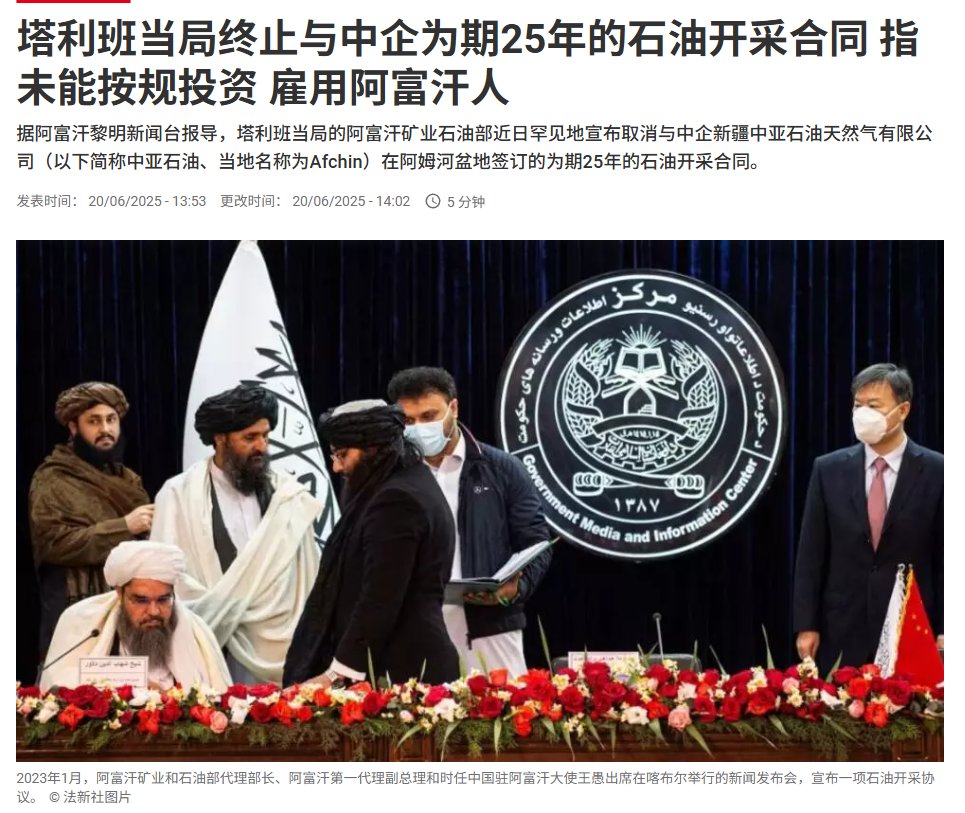 塔利班当局终止与中企为期25年的石油开采合同 指
未能按规投资 雇用阿富汗人
据阿富汗黎明新闻台报导，塔利班当局的阿富汗矿业石油部近日罕见地宣布取消与中企新疆中亚石油天然气有限公
司（以下简称中亚石油、当地名称为Afchin）在阿姆河盆地签订的为期25年的石油开采合同。
发表时间： 20/06/2025 - 13:53 更改时间： 20/06/2025 - 14:02 5 分钟
د حکومت د اطلاعاتو او رسنیو مرکز اطلاعات و رسانه های حکومت
۱۳۸۷
Government Media and Information Center
شیخ شهاب الدین دلاور
2023年1月，阿富汗矿业和石油部代理部长、阿富汗第一代理副总理和时任中国驻阿富汗大使王愚出席在喀布尔举行的新闻发布会，宣布一项石油开采协
议。 © 法新社图片